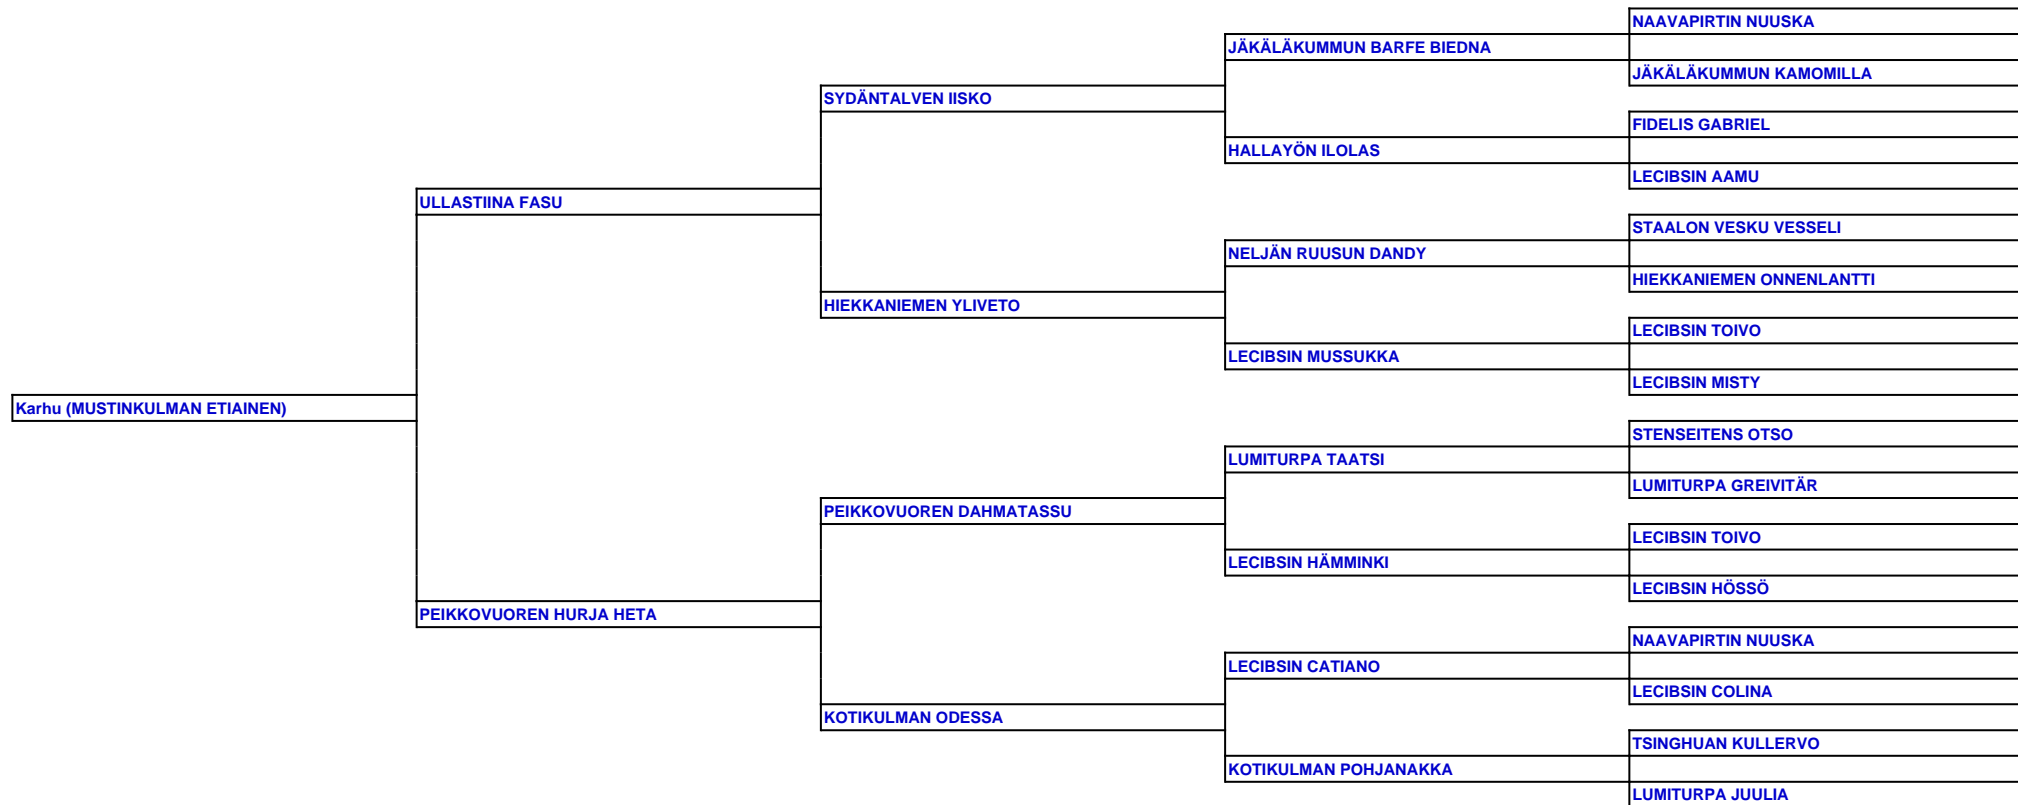 NAAVAPIRTIN NUUSKA
JÄKÄLÄKUMMUN BARFE BIEDNA
JÄKÄLÄKUMMUN KAMOMILLA
SYDÄNTALVEN IISKO
FIDELIS GABRIEL
HALLAYÖN ILOLAS
LECIBSIN AAMU
ULLASTIINA FASU
STAALON VESKU VESSELI
NELJÄN RUUSUN DANDY
HIEKKANIEMEN ONNENLANTTI
HIEKKANIEMEN YLIVETO
LECIBSIN TOIVO
LECIBSIN MUSSUKKA
LECIBSIN MISTY
Karhu (MUSTINKULMAN ETIAINEN)
STENSEITENS OTSO
LUMITURPA TAATSI
LUMITURPA GREIVITÄR
PEIKKOVUOREN DAHMATASSU
LECIBSIN TOIVO
LECIBSIN HÄMMINKI
LECIBSIN HÖSSÖ
PEIKKOVUOREN HURJA HETA
NAAVAPIRTIN NUUSKA
LECIBSIN CATIANO
LECIBSIN COLINA
KOTIKULMAN ODESSA
TSINGHUAN KULLERVO
KOTIKULMAN POHJANAKKA
LUMITURPA JUULIA